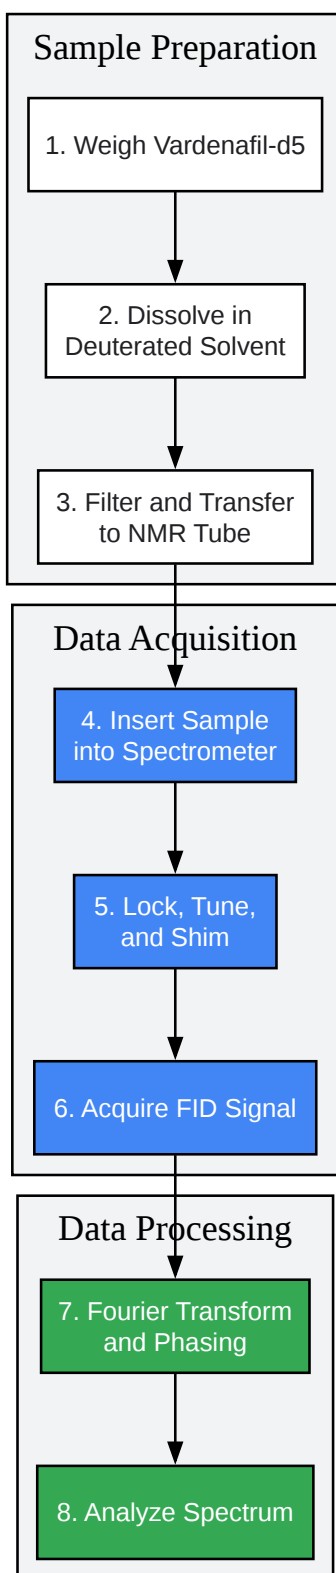 Sample Preparation
1. Weigh Vardenafil-d5
2. Dissolve in
Deuterated Solvent
3. Filter and Transfer
to NMR Tube
Data Acquisition
4. Insert Sample
into Spectrometer
5. Lock, Tune,
and Shim
6. Acquire FID Signal
Data Processing
7. Fourier Transform
and Phasing
8. Analyze Spectrum